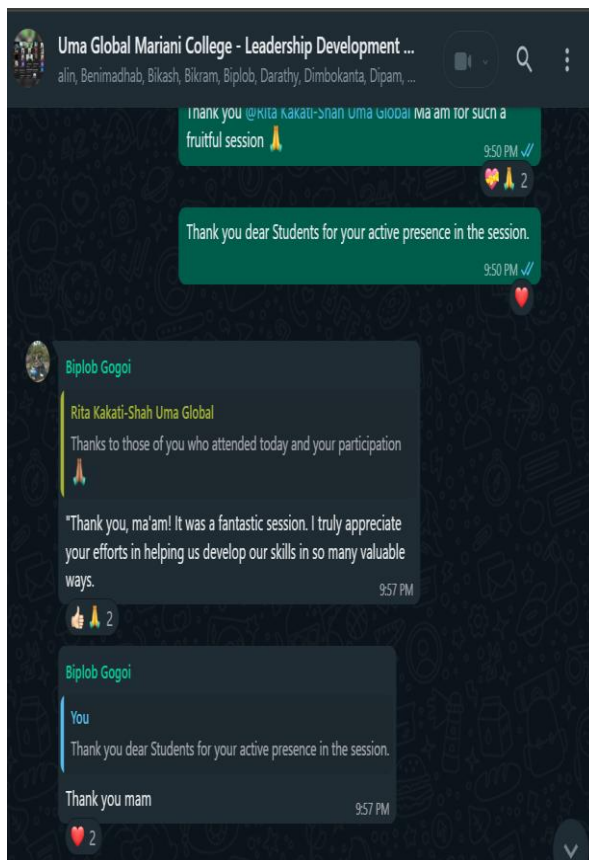 Uma Global Mariani College - Leadership Development ...
alin, Benimadhab, Bikash, Bikram, Biplob, Darathy, Dimbokanta, Dipam, ...
Thank you @Rita Kakati-Shah Uma Global Ma'am for such a
fruitful session 🙏
9:50 PM
💝🙏 2
Thank you dear Students for your active presence in the session.
9:50 PM
❤️
Biplob Gogoi
Rita Kakati-Shah Uma Global
Thanks to those of you who attended today and your participation
🙏🏽
"Thank you, ma'am! It was a fantastic session. I truly appreciate
your efforts in helping us develop our skills in so many valuable
ways.
9:57 PM
👍🏻🙏 2
Biplob Gogoi
You
Thank you dear Students for your active presence in the session.
Thank you mam
9:57 PM
❤️ 2